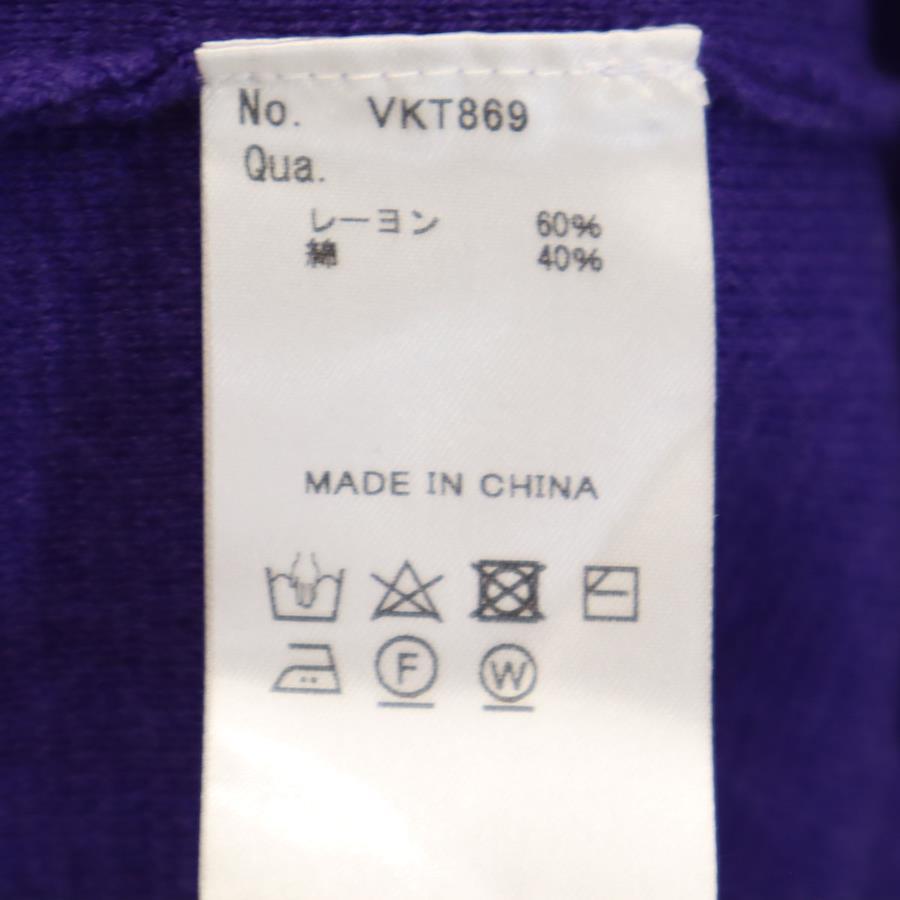 No. VKT869
Qua.
レーヨン 60%
綿 40%
MADE IN CHINA
F W